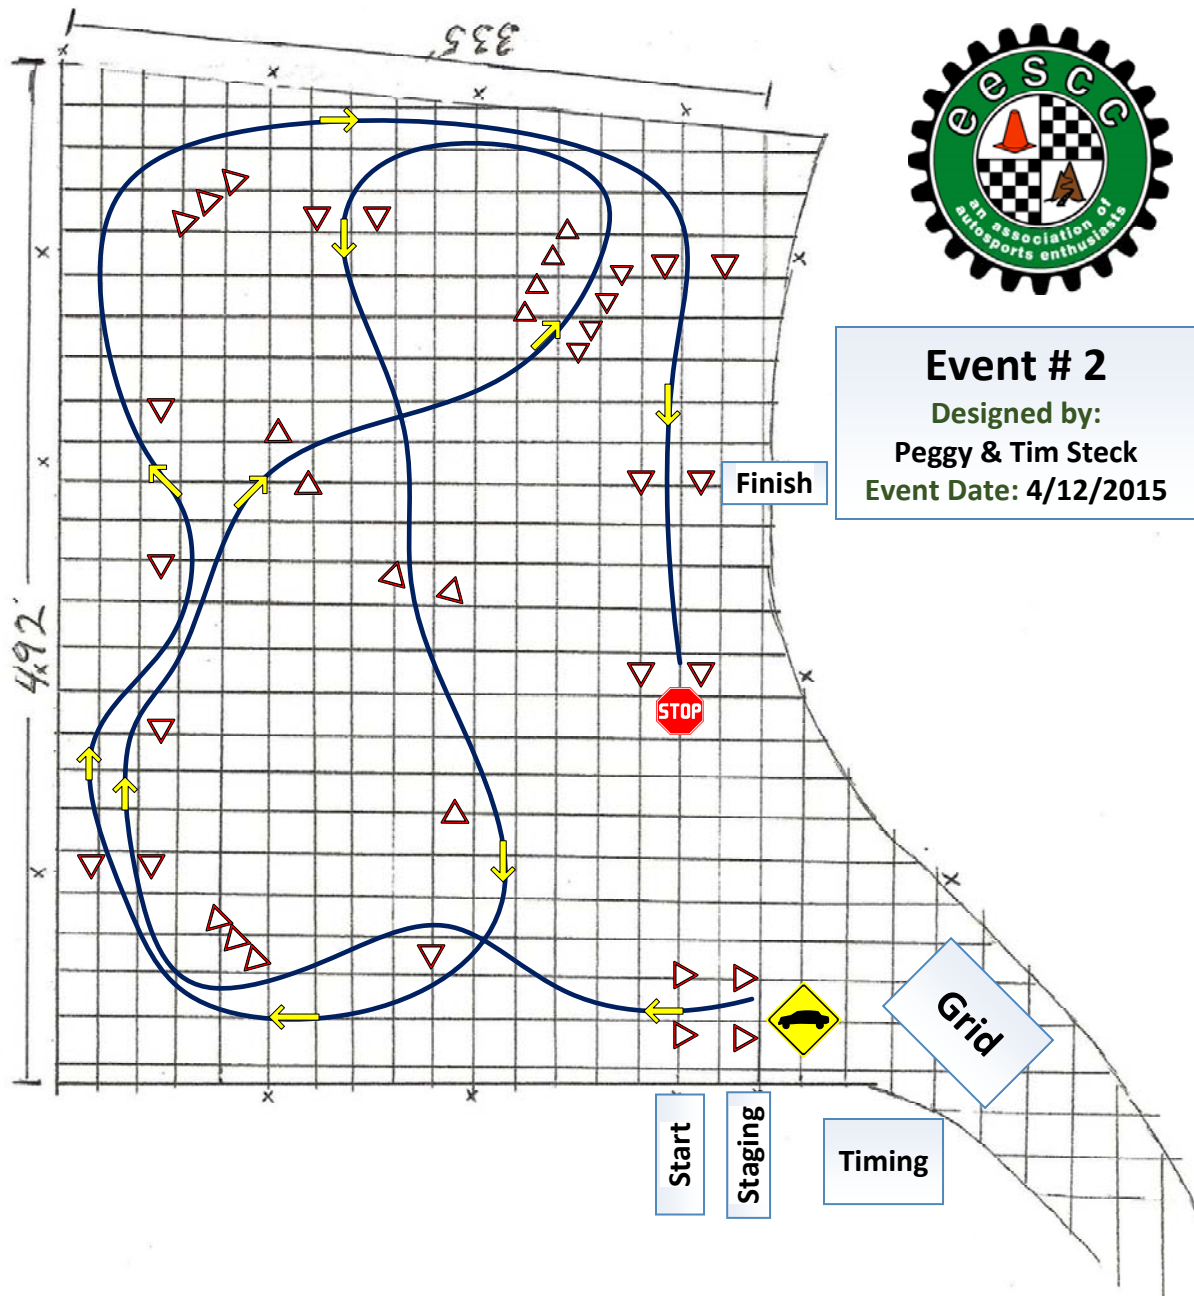 335'
eescc
an association of
autosports enthusiasts
Event # 2
Designed by:
Peggy & Tim Steck
Event Date: 4/12/2015
Finish
492'
STOP
Grid
Start
Staging
Timing